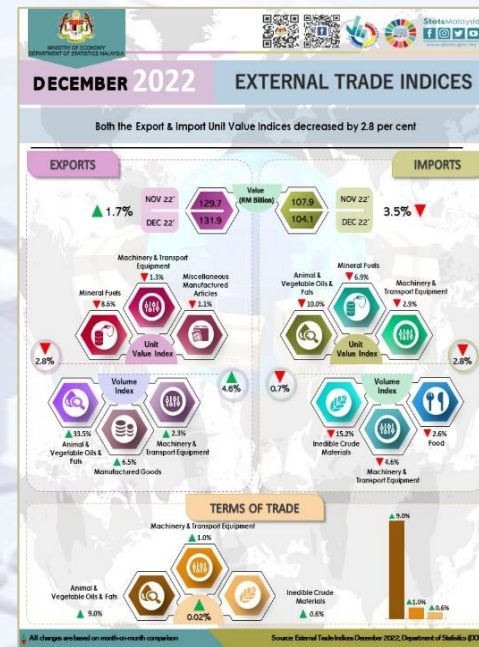 MINISTRY OF ECONOMY
DEPARTMENT OF STATISTICS MALAYSIA
StatsMalaysia
www.dosm.gov.my
DECEMBER 2022
EXTERNAL TRADE INDICES
Both the Export & Import Unit Value Indices decreased by 2.8 per cent
EXPORTS
IMPORTS
1.7%
NOV 22'
DEC 22'
129.7
131.9
Value
(RM Billion)
107.9
104.1
NOV 22'
DEC 22'
3.5%
Mineral Fuels
8.6%
Machinery & Transport
Equipment
1.3%
Miscellaneous
Manufactured
Articles
1.1%
Unit
Value Index
2.8%
Animal &
Vegetable Oils &
Fats
10.0%
Mineral Fuels
6.9%
Machinery &
Transport Equipment
2.9%
Unit
Value Index
2.8%
Volume
Index
4.6%
33.5%
Animal &
Vegetable Oils &
Fats
6.5%
Manufactured Goods
2.3%
Machinery &
Transport Equipment
0.7%
Volume
Index
15.2%
Inedible Crude
Materials
4.6%
Machinery &
Transport Equipment
2.6%
Food
TERMS OF TRADE
Machinery & Transport Equipment
1.0%
Animal &
Vegetable Oils & Fats
9.0%
0.02%
Inedible Crude
Materials
0.6%
9.0%
1.0%
0.6%
All changes are based on month-on-month comparison
Source: External Trade Indices December 2022, Department of Statistics (DO